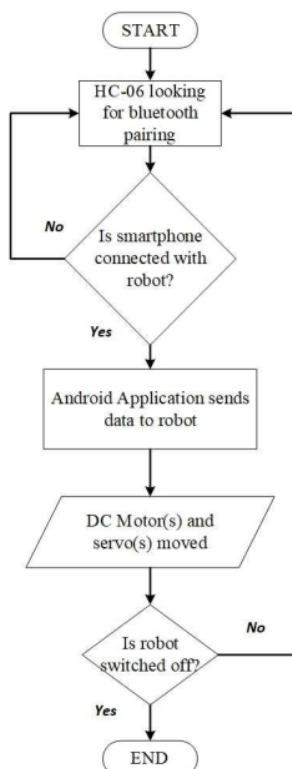 START
HC-06 looking
for bluetooth
pairing
No
Is smartphone
connected with
robot?
Yes
Android Application sends
data to robot
DC Motor(s) and
servo(s) moved
Is robot
switched off?
No
Yes
END